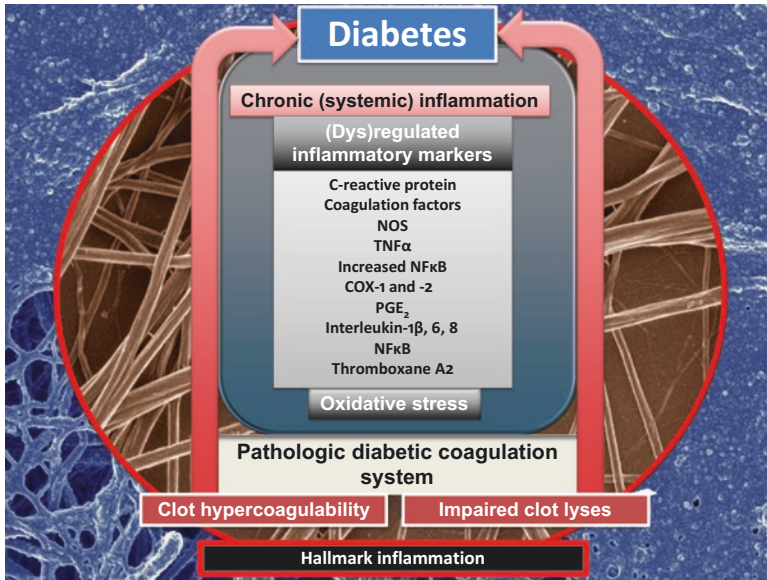 Diabetes
Chronic (systemic) inflammation
(Dys)regulated
inflammatory markers
C-reactive protein
Coagulation factors
NOS
TNFα
Increased NFκB
COX-1 and -2
PGE₂
Interleukin-1β, 6, 8
NFκB
Thromboxane A2
Oxidative stress
Pathologic diabetic coagulation
system
Clot hypercoagulability
Impaired clot lyses
Hallmark inflammation